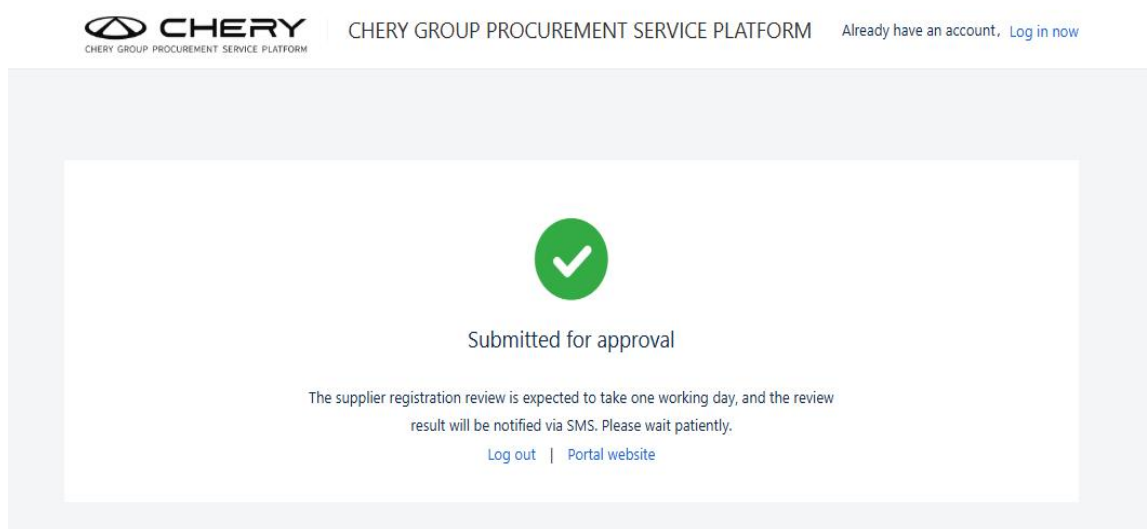 CHERY
CHERY GROUP PROCUREMENT SERVICE PLATFORM
CHERY GROUP PROCUREMENT SERVICE PLATFORM
Already have an account, Log in now
Submitted for approval
The supplier registration review is expected to take one working day, and the review
result will be notified via SMS. Please wait patiently.
Log out | Portal website